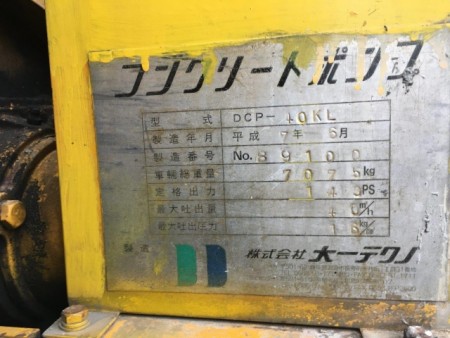 コンクリートポンプ
型式 DCP-40KL
製造年月 平成 7年 6月
製造番号 No. 89100
車輌総重量 7075kg
定格出力 143PS
最大吐出量 40m³/h
最大吐出圧力
製造
株式会社 大一テクノ